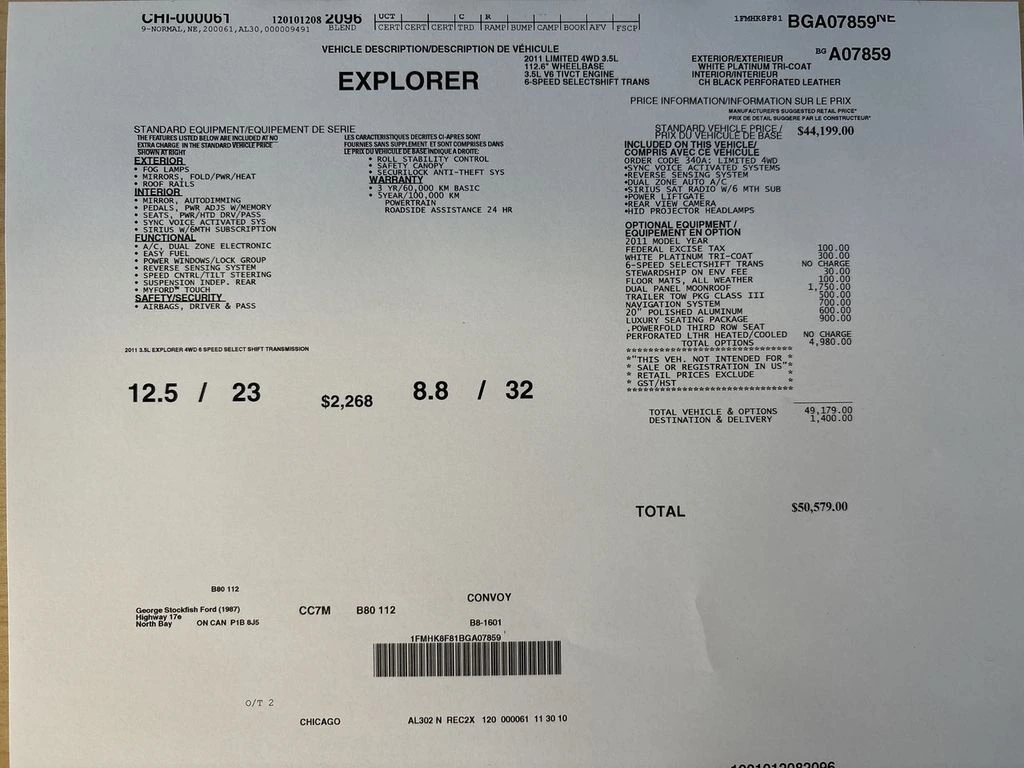 CHI-000061 120101208 2096 BLEND
9-NORMAL,NE,200061,AL30,000009491
UCT C R
CERT CERT CERT TRD RAMP BUMP CAMP BOOK AFV FSCP
1FMHK8F81 BGA07859NE
BG A07859
VEHICLE DESCRIPTION/DESCRIPTION DE VÉHICULE
EXPLORER
2011 LIMITED 4WD 3.5L
112.6" WHEELBASE
3.5L V6 TIVCT ENGINE
6-SPEED SELECTSHIFT TRANS
EXTERIOR/EXTERIEUR
WHITE PLATINUM TRI-COAT
INTERIOR/INTERIEUR
CH BLACK PERFORATED LEATHER
STANDARD EQUIPMENT/EQUIPEMENT DE SERIE
THE FEATURES LISTED BELOW ARE INCLUDED AT NO
EXTRA CHARGE IN THE STANDARD VEHICLE PRICE
SHOWN AT RIGHT
EXTERIOR
• FOG LAMPS
• MIRRORS, FOLD/PWR/HEAT
• ROOF RAILS
INTERIOR
• MIRROR, AUTODIMMING
• PEDALS, PWR ADJS W/MEMORY
• SEATS, PWR/HTD DRV/PASS
• SYNC VOICE ACTIVATED SYS
• SIRIUS W/6MTH SUBSCRIPTION
FUNCTIONAL
• A/C, DUAL ZONE ELECTRONIC
• EASY FUEL
• POWER WINDOWS/LOCK GROUP
• REVERSE SENSING SYSTEM
• SPEED CNTRL/TILT STEERING
• SUSPENSION INDEP. REAR
• MYFORD™ TOUCH
SAFETY/SECURITY
• AIRBAGS, DRIVER & PASS
LES CARACTERISTIQUES DECRITES CI-APRES SONT
FOURNIES SANS SUPPLEMENT ET SONT COMPRISES DANS
LE PRIX DU VEHICULE DE BASE INDIQUE A DROITE:
• ROLL STABILITY CONTROL
• SAFETY CANOPY
• SECURILOCK ANTI-THEFT SYS
WARRANTY
• 3 YR/60,000 KM BASIC
• 5YEAR/100,000 KM
POWERTRAIN
ROADSIDE ASSISTANCE 24 HR
PRICE INFORMATION/INFORMATION SUR LE PRIX
MANUFACTURER'S SUGGESTED RETAIL PRICE*
PRIX DE DETAIL SUGGERE PAR LE CONSTRUCTEUR*
STANDARD VEHICLE PRICE/
PRIX DU VEHICULE DE BASE $44,199.00
INCLUDED ON THIS VEHICLE/
COMPRIS AVEC CE VEHICULE
ORDER CODE 340A: LIMITED 4WD
*SYNC VOICE ACTIVATED SYSTEMS
*REVERSE SENSING SYSTEM
*DUAL ZONE AUTO A/C
*SIRIUS SAT RADIO W/6 MTH SUB
*POWER LIFTGATE
*REAR VIEW CAMERA
*HID PROJECTOR HEADLAMPS
OPTIONAL EQUIPMENT /
EQUIPEMENT EN OPTION
2011 MODEL YEAR
FEDERAL EXCISE TAX 100.00
WHITE PLATINUM TRI-COAT 300.00
6-SPEED SELECTSHIFT TRANS NO CHARGE
STEWARDSHIP ON ENV FEE 30.00
FLOOR MATS, ALL WEATHER 100.00
DUAL PANEL MOONROOF 1,750.00
TRAILER TOW PKG CLASS III 500.00
NAVIGATION SYSTEM 700.00
20" POLISHED ALUMINUM 600.00
LUXURY SEATING PACKAGE 900.00
.POWERFOLD THIRD ROW SEAT
PERFORATED LTHR HEATED/COOLED NO CHARGE
TOTAL OPTIONS 4,980.00
*******************************
*"THIS VEH. NOT INTENDED FOR *
* SALE OR REGISTRATION IN US"*
* RETAIL PRICES EXCLUDE *
* GST/HST *
*******************************
TOTAL VEHICLE & OPTIONS 49,179.00
DESTINATION & DELIVERY 1,400.00
TOTAL $50,579.00
2011 3.5L EXPLORER 4WD 6 SPEED SELECT SHIFT TRANSMISSION
12.5 / 23 $2,268 8.8 / 32
B80 112
George Stockfish Ford (1987)
Highway 17e
North Bay ON CAN P1B 8J5
CC7M B80 112
CONVOY
B8-1601
1FMHK8F81BGA07859
O/T 2
CHICAGO AL302 N REC2X 120 000061 11 30 10